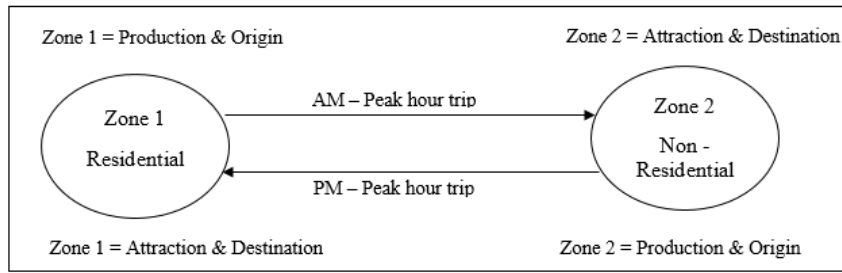 Zone 1 = Production & Origin
Zone 2 = Attraction & Destination
AM – Peak hour trip
Zone 1
Residential
Zone 2
Non -
Residential
PM – Peak hour trip
Zone 1 = Attraction & Destination
Zone 2 = Production & Origin